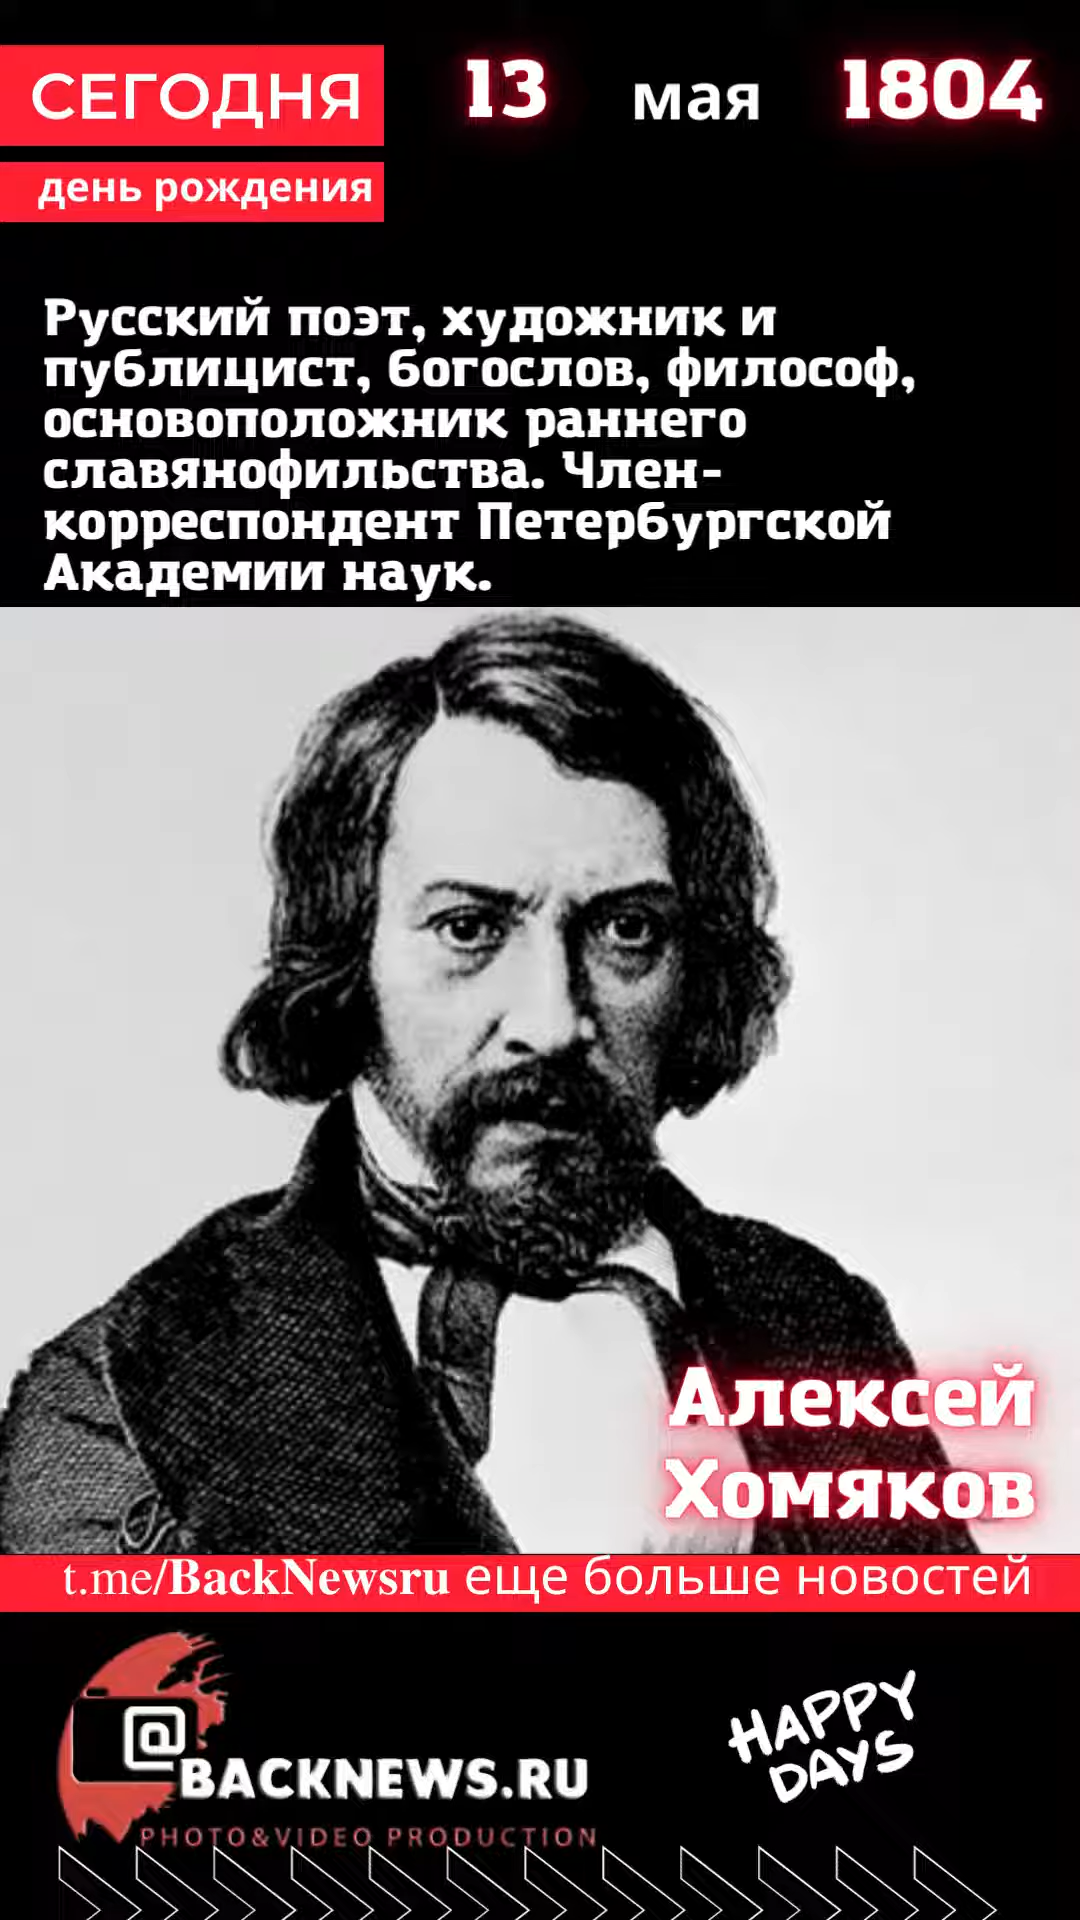 СЕГОДНЯ
13 мая 1804
день рождения
Русский поэт, художник и
публицист, богослов, философ,
основоположник раннего
славянофильства. Член-
корреспондент Петербургской
Академии наук.
Алексей
Хомяков
t.me/BackNewsru еще больше новостей
@
BACKNEWS.RU
PHOTO&VIDEO PRODUCTION
HAPPY
DAYS